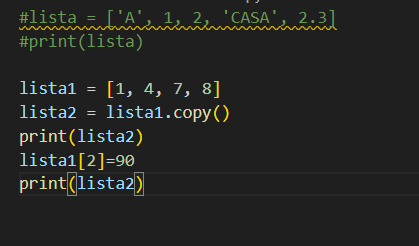 #lista = ['A', 1, 2, 'CASA', 2.3]
#print(lista)
lista1 = [1, 4, 7, 8]
lista2 = lista1.copy()
print(lista2)
lista1[2]=90
print(lista2)